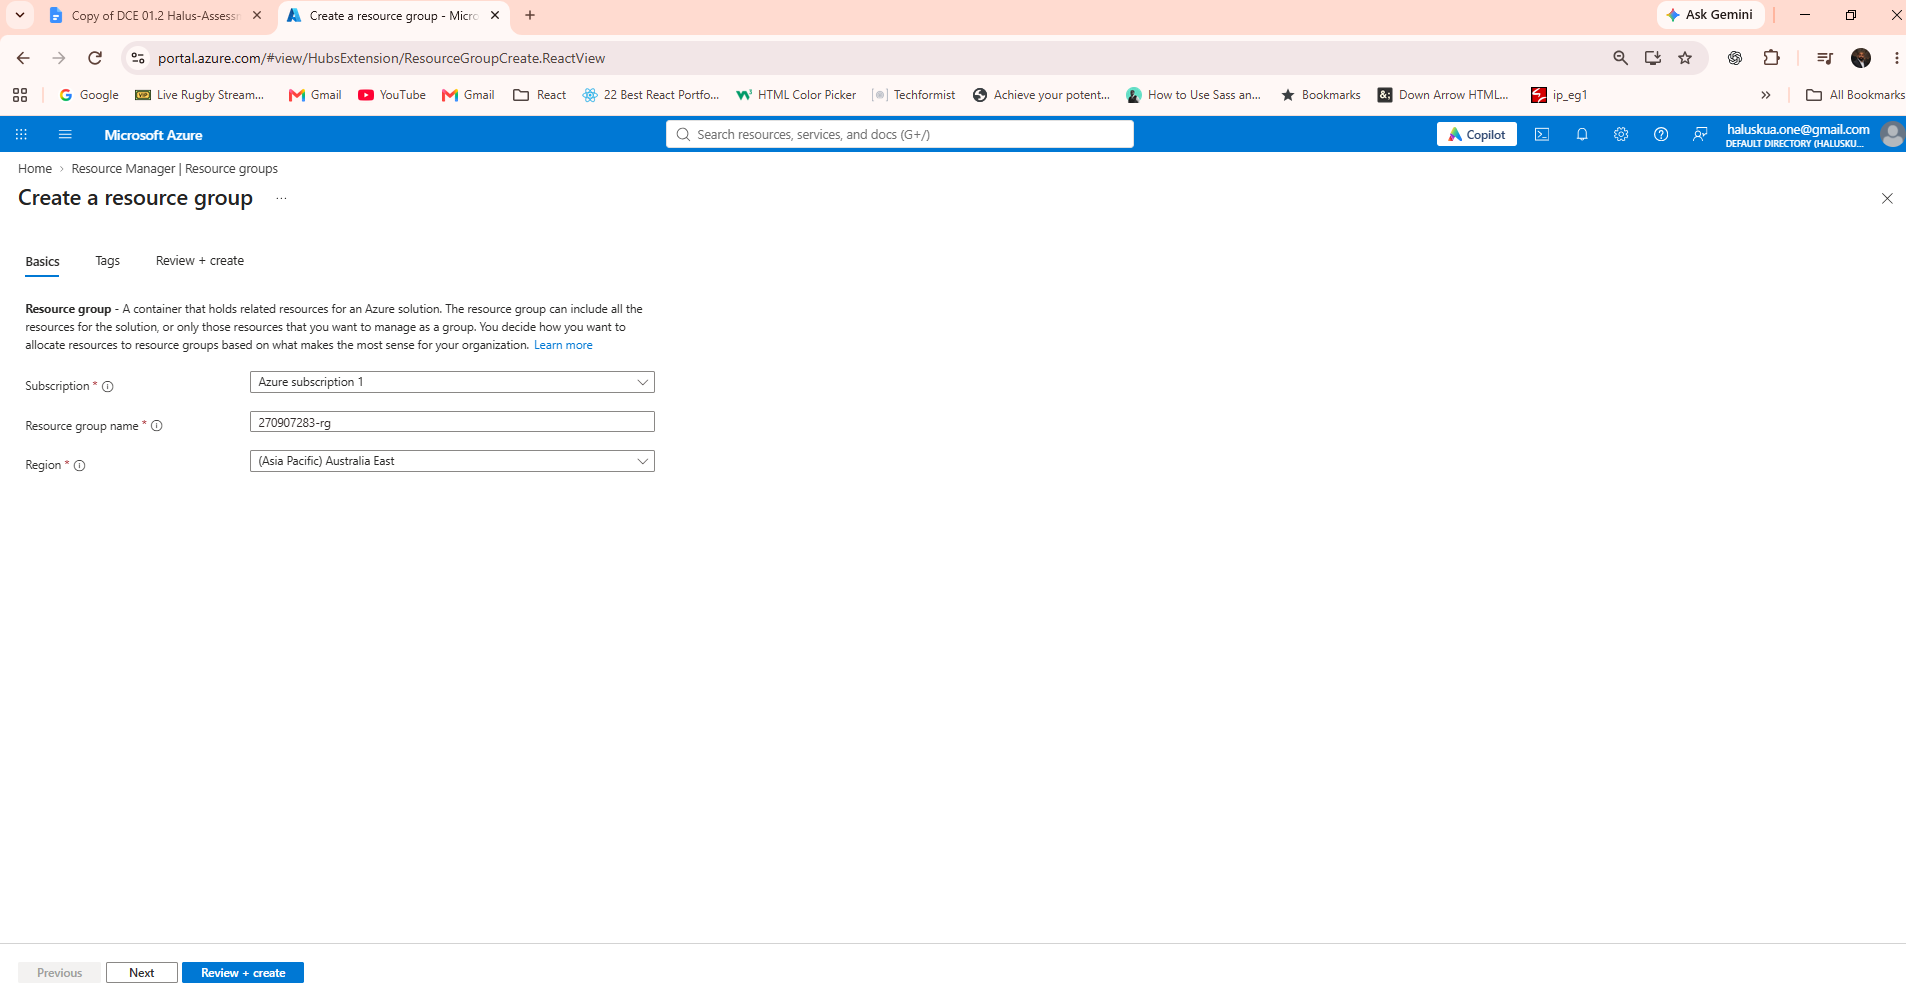 Copy of DCE 01.2 Halus-Assessm
Create a resource group - Micro
Ask Gemini
portal.azure.com/#view/HubsExtension/ResourceGroupCreate.ReactView
Google
Live Rugby Stream...
Gmail
YouTube
Gmail
React
22 Best React Portfo...
HTML Color Picker
Techformist
Achieve your potent...
How to Use Sass an...
Bookmarks
Down Arrow HTML...
ip_eg1
All Bookmarks
Microsoft Azure
Search resources, services, and docs (G+/)
Copilot
haluskua.one@gmail.com
DEFAULT DIRECTORY (HALUSKU...
Home > Resource Manager | Resource groups
Create a resource group ...
Basics
Tags
Review + create
Resource group - A container that holds related resources for an Azure solution. The resource group can include all the
resources for the solution, or only those resources that you want to manage as a group. You decide how you want to
allocate resources to resource groups based on what makes the most sense for your organization. Learn more
Subscription *
Azure subscription 1
Resource group name *
270907283-rg
Region *
(Asia Pacific) Australia East
Previous
Next
Review + create